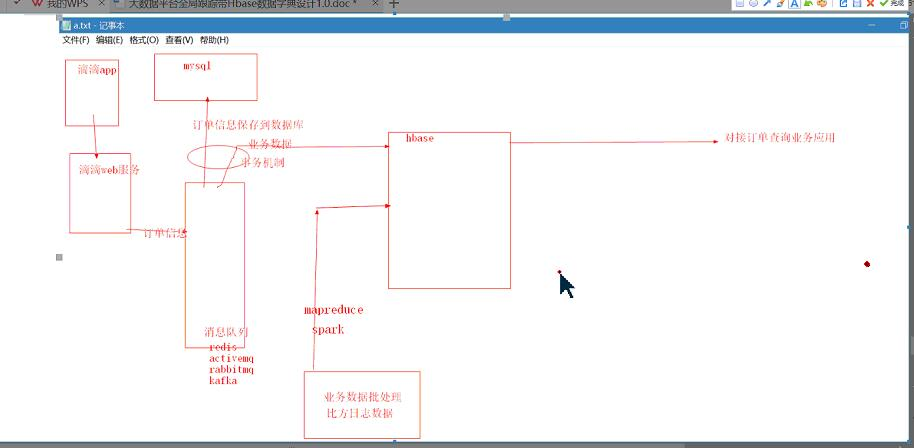 我的WPS
大数据平台全局跟踪带Hbase数据字典设计1.0.doc *
完成
a.txt - 记事本
文件(F) 编辑(E) 格式(O) 查看(V) 帮助(H)
滴滴app
mysql
订单信息保存到数据库
业务数据
事务机制
hbase
对接订单查询业务应用
滴滴web服务
订单信息
mapreduce
spark
消息队列
redis
activemq
rabbitmq
kafka
业务数据批处理
比方日志数据